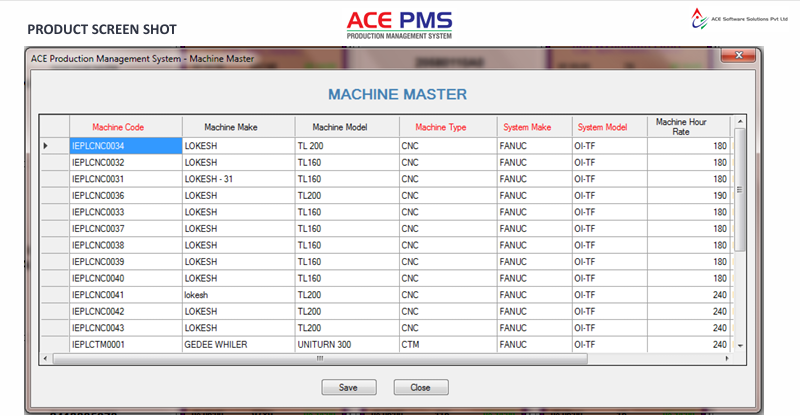 PRODUCT SCREEN SHOT
ACE PMS
PRODUCTION MANAGEMENT SYSTEM
ACE Software Solutions Pvt Ltd
ACE Production Management System - Machine Master
MACHINE MASTER
Machine Code Machine Make Machine Model Machine Type System Make System Model Machine Hour Rate
IEPLCNC0034 LOKESH TL 200 CNC FANUC OI-TF 180
IEPLCNC0032 LOKESH TL160 CNC FANUC OI-TF 180
IEPLCNC0031 LOKESH - 31 TL160 CNC FANUC OI-TF 180
IEPLCNC0036 LOKESH TL200 CNC FANUC OI-TF 190
IEPLCNC0033 LOKESH TL160 CNC FANUC OI-TF 180
IEPLCNC0037 LOKESH TL160 CNC FANUC OI-TF 180
IEPLCNC0038 LOKESH TL160 CNC FANUC OI-TF 180
IEPLCNC0039 LOKESH TL160 CNC FANUC OI-TF 180
IEPLCNC0040 LOKESH TL160 CNC FANUC OI-TF 180
IEPLCNC0041 lokesh TL200 CNC FANUC OI-TF 240
IEPLCNC0042 LOKESH TL200 CNC FANUC OI-TF 240
IEPLCNC0043 LOKESH TL200 CNC FANUC OI-TF 240
IEPLCTM0001 GEDEE WHILER UNITURN 300 CTM FANUC OI-TF 240
Save Close